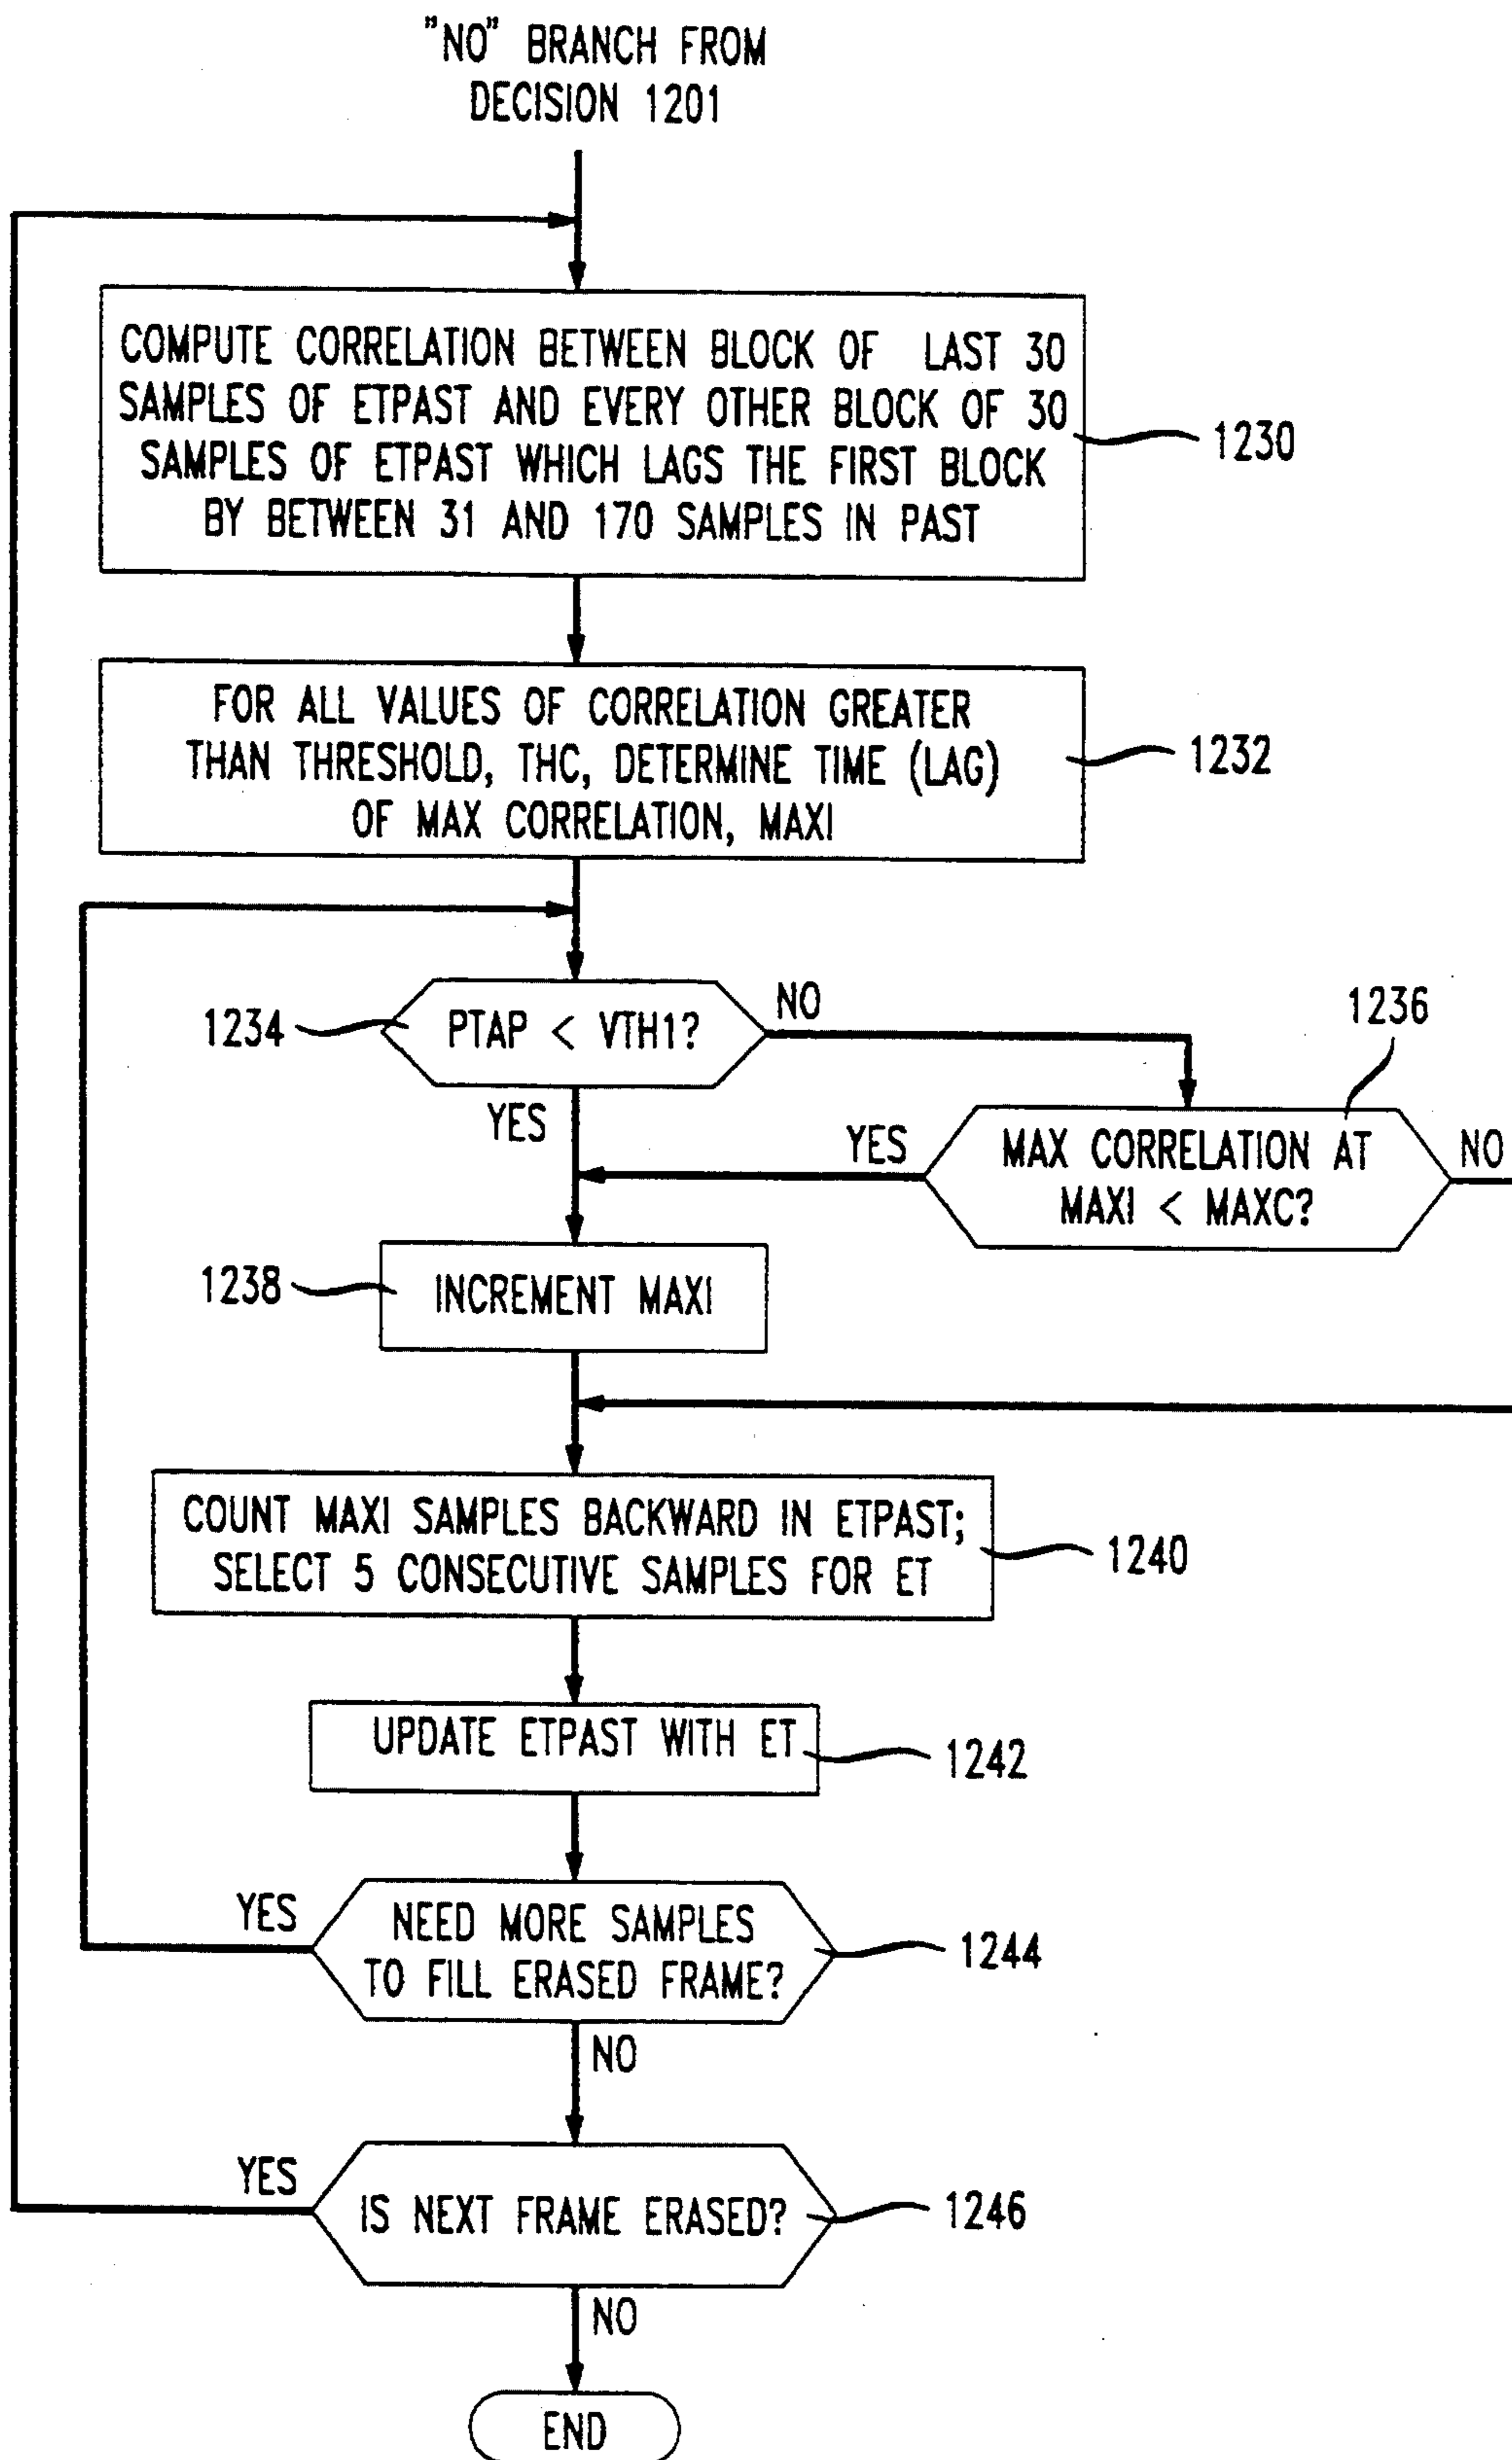 "NO" BRANCH FROM
DECISION 1201
COMPUTE CORRELATION BETWEEN BLOCK OF LAST 30
SAMPLES OF ETPAST AND EVERY OTHER BLOCK OF 30
SAMPLES OF ETPAST WHICH LAGS THE FIRST BLOCK
BY BETWEEN 31 AND 170 SAMPLES IN PAST
1230
FOR ALL VALUES OF CORRELATION GREATER
THAN THRESHOLD, THC, DETERMINE TIME (LAG)
OF MAX CORRELATION, MAXI
1232
1234
PTAP < VTH1?
NO
YES
1236
MAX CORRELATION AT
MAXI < MAXC?
YES
NO
1238
INCREMENT MAXI
COUNT MAXI SAMPLES BACKWARD IN ETPAST;
SELECT 5 CONSECUTIVE SAMPLES FOR ET
1240
UPDATE ETPAST WITH ET
1242
YES
NEED MORE SAMPLES
TO FILL ERASED FRAME?
1244
NO
YES
IS NEXT FRAME ERASED?
1246
NO
END